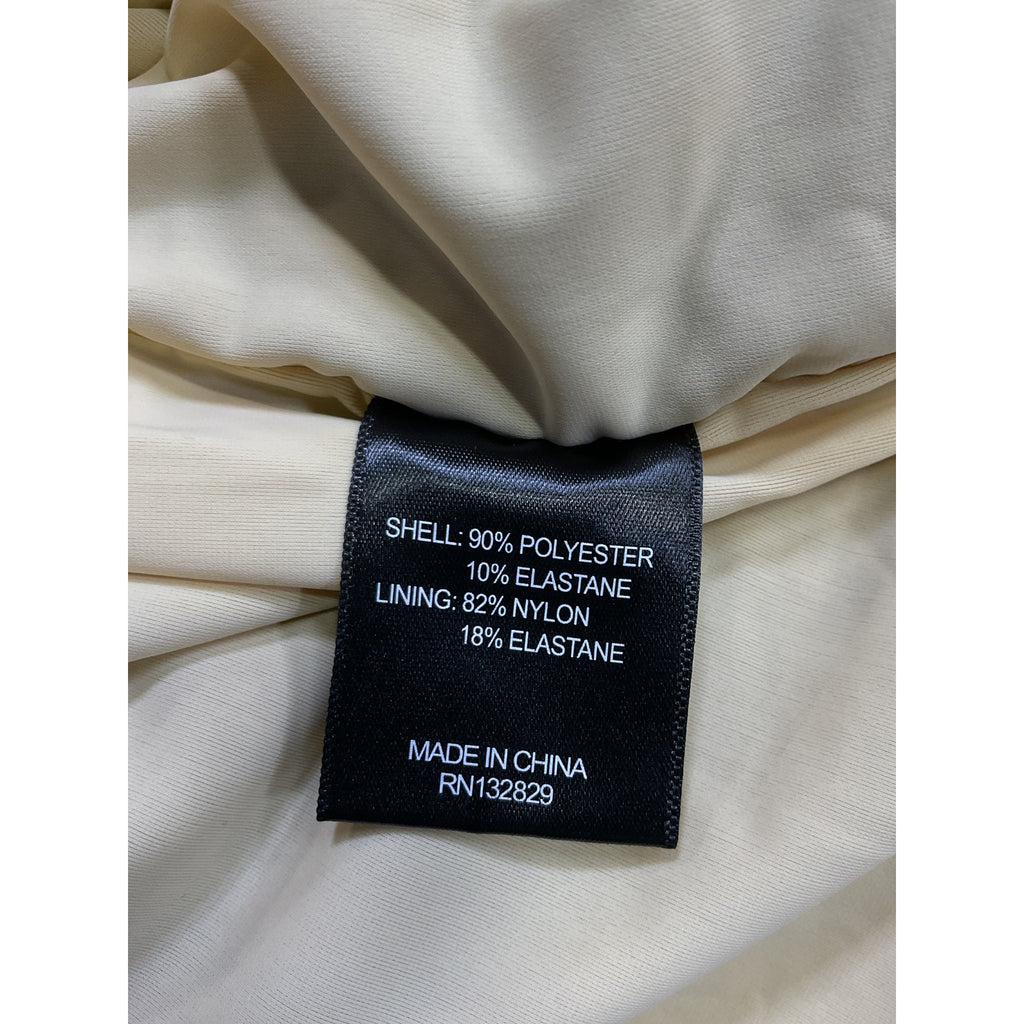 SHELL: 90% POLYESTER
10% ELASTANE
LINING: 82% NYLON
18% ELASTANE
MADE IN CHINA
RN132829